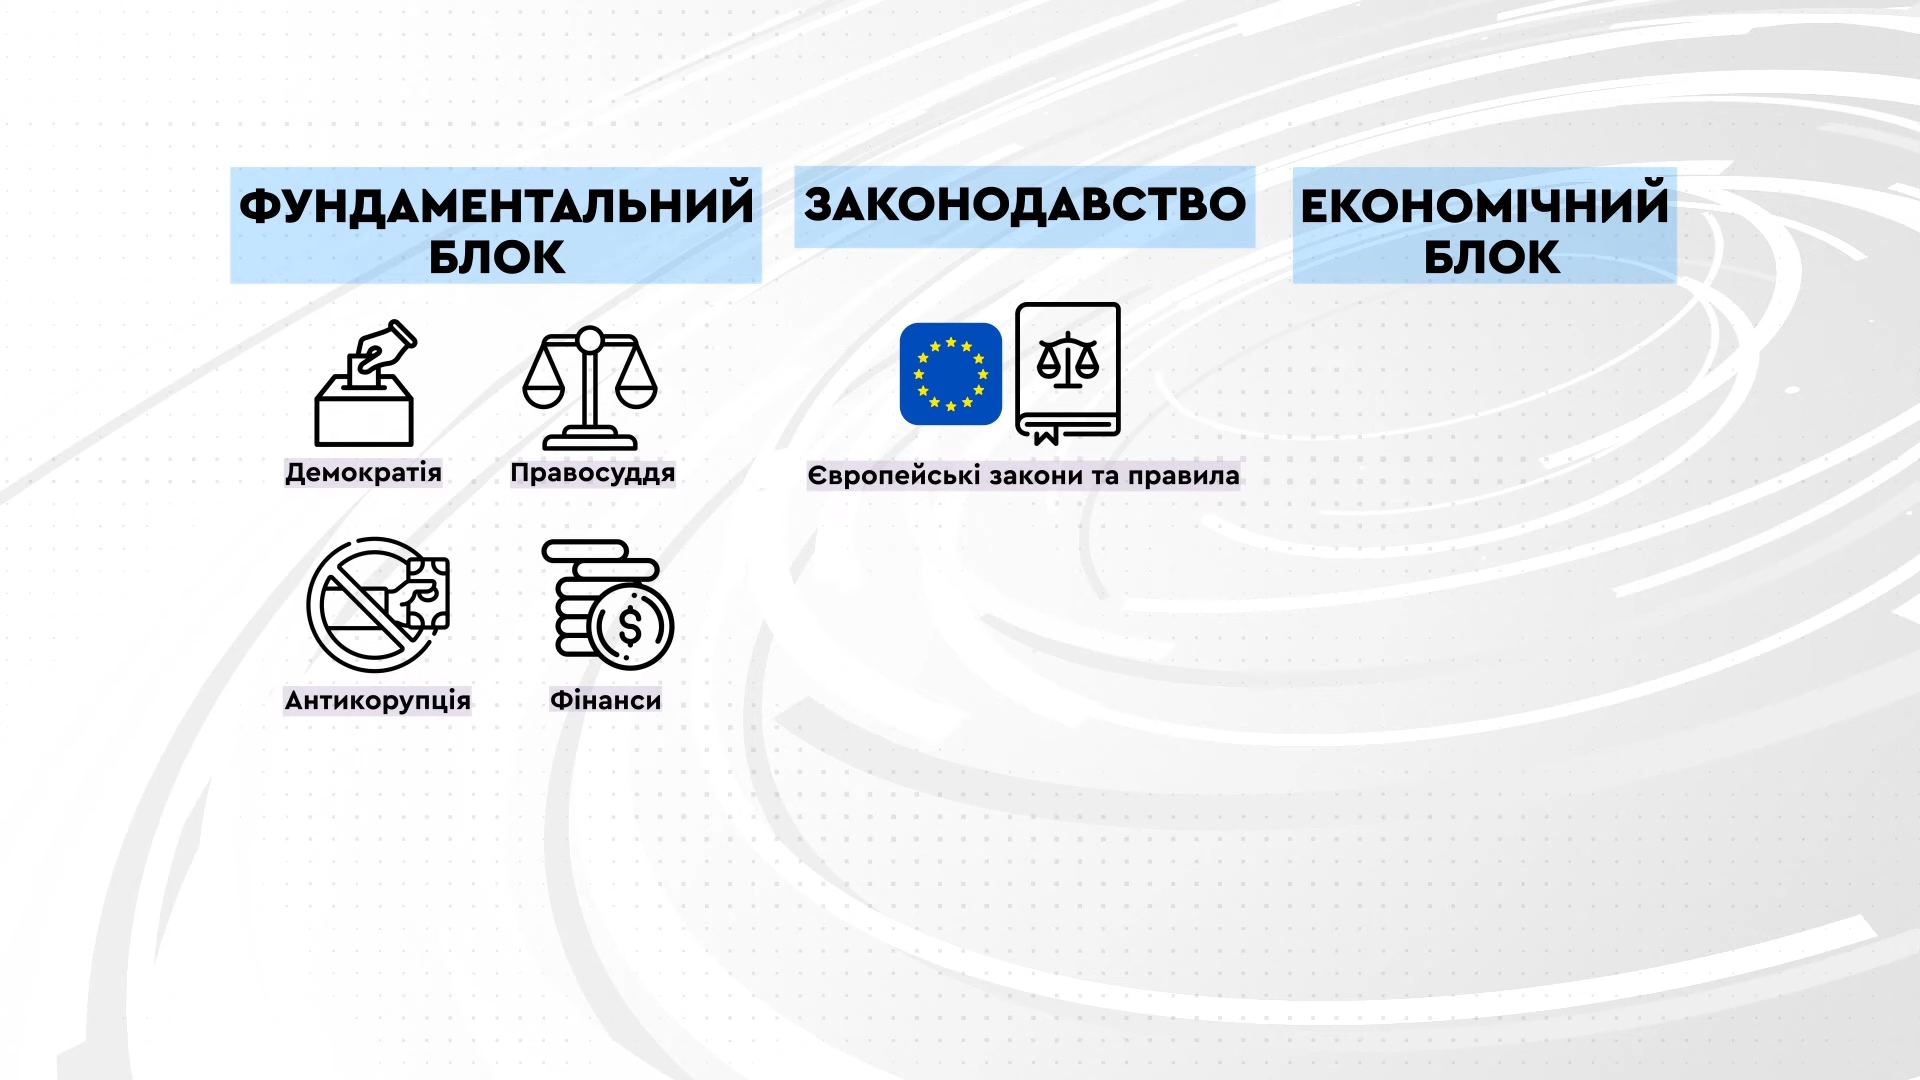 ФУНДАМЕНТАЛЬНИЙ
БЛОК
Демократія
Правосуддя
Антикорупція
Фінанси
ЗАКОНОДАВСТВО
Європейські закони та правила
ЕКОНОМІЧНИЙ
БЛОК